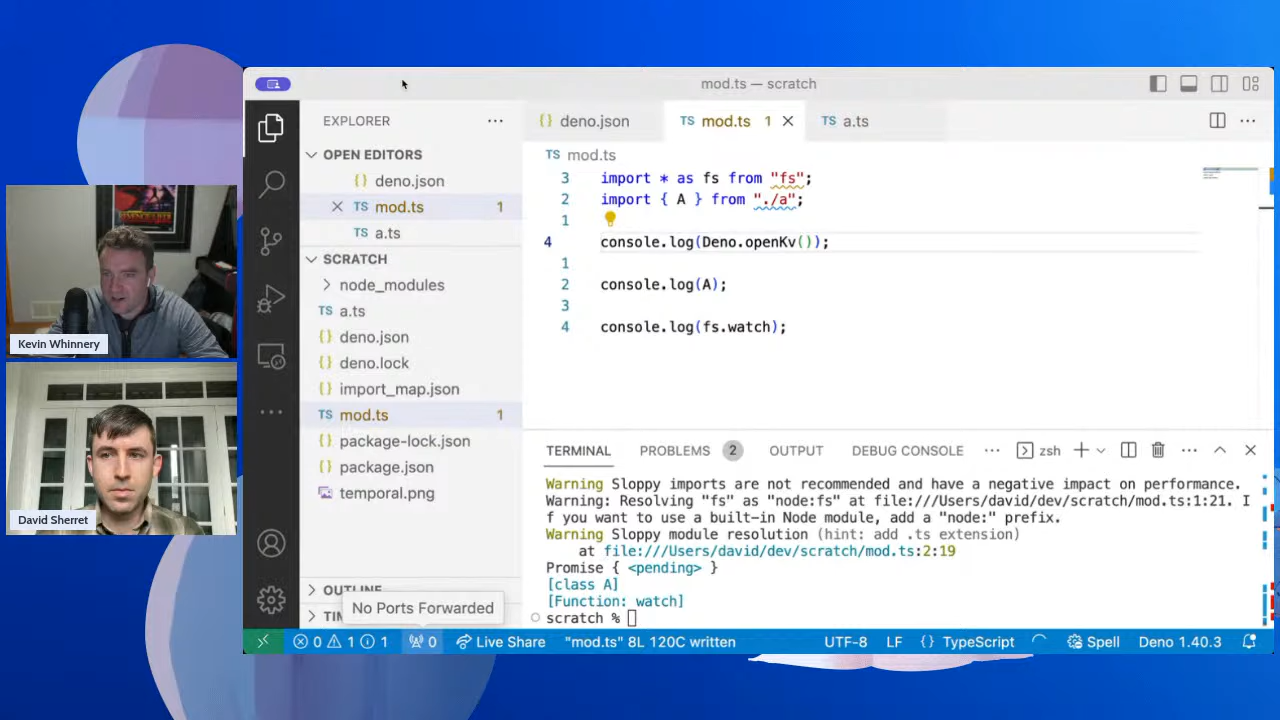 mod.ts — scratch
EXPLORER
deno.json
mod.ts 1
a.ts
OPEN EDITORS
deno.json
mod.ts 1
a.ts
SCRATCH
node_modules
a.ts
deno.json
deno.lock
import_map.json
mod.ts 1
package-lock.json
package.json
temporal.png
OUTLINE
No Ports Forwarded
TS mod.ts
3 import * as fs from "fs";
2 import { A } from "./a";
1
4 console.log(Deno.openKv());
1
2 console.log(A);
3
4 console.log(fs.watch);
TERMINAL PROBLEMS 2 OUTPUT DEBUG CONSOLE zsh
Warning Sloppy imports are not recommended and have a negative impact on performance.
Warning: Resolving "fs" as "node:fs" at file:///Users/david/dev/scratch/mod.ts:1:21. I
f you want to use a built-in Node module, add a "node:" prefix.
Warning Sloppy module resolution (hint: add .ts extension)
at file:///Users/david/dev/scratch/mod.ts:2:19
Promise { <pending> }
[class A]
[Function: watch]
scratch %
0 1 1 0 Live Share "mod.ts" 8L 120C written UTF-8 LF {} TypeScript Spell Deno 1.40.3
Kevin Whinnery
David Sherret